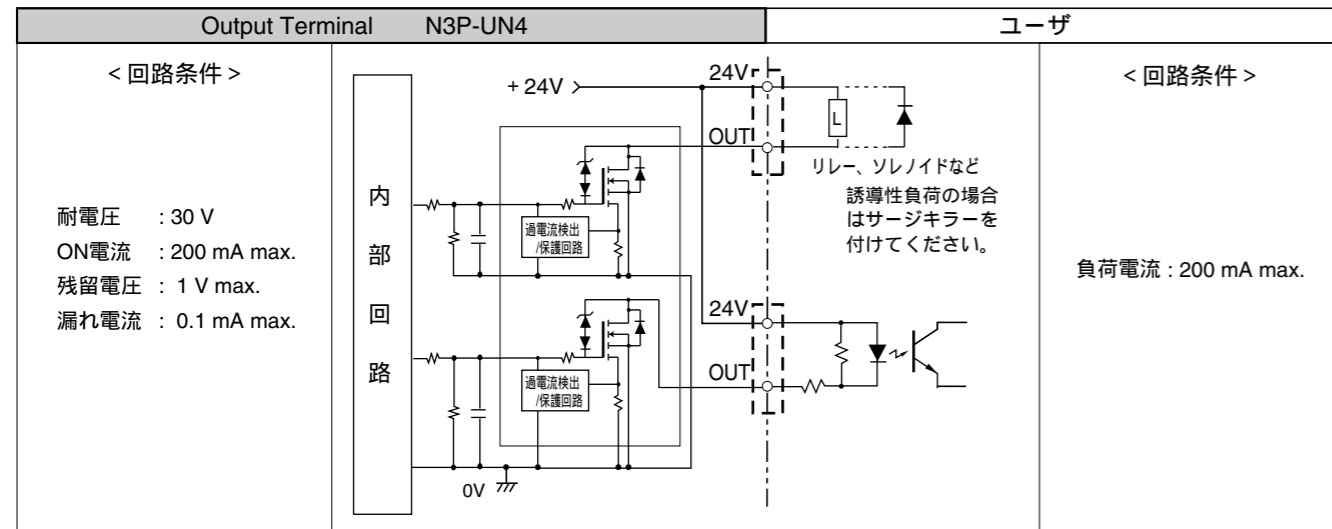 Output Terminal N3P-UN4
ユーザ
< 回路条件 >
耐電圧 : 30 V
ON電流 : 200 mA max.
残留電圧 : 1 V max.
漏れ電流 : 0.1 mA max.
内
部
回
路
+ 24V
24V
OUT
L
過電流検出
/保護回路
リレー、ソレノイドなど
誘導性負荷の場合
はサージキラーを
付けてください。
24V
OUT
過電流検出
/保護回路
0V
< 回路条件 >
負荷電流 : 200 mA max.